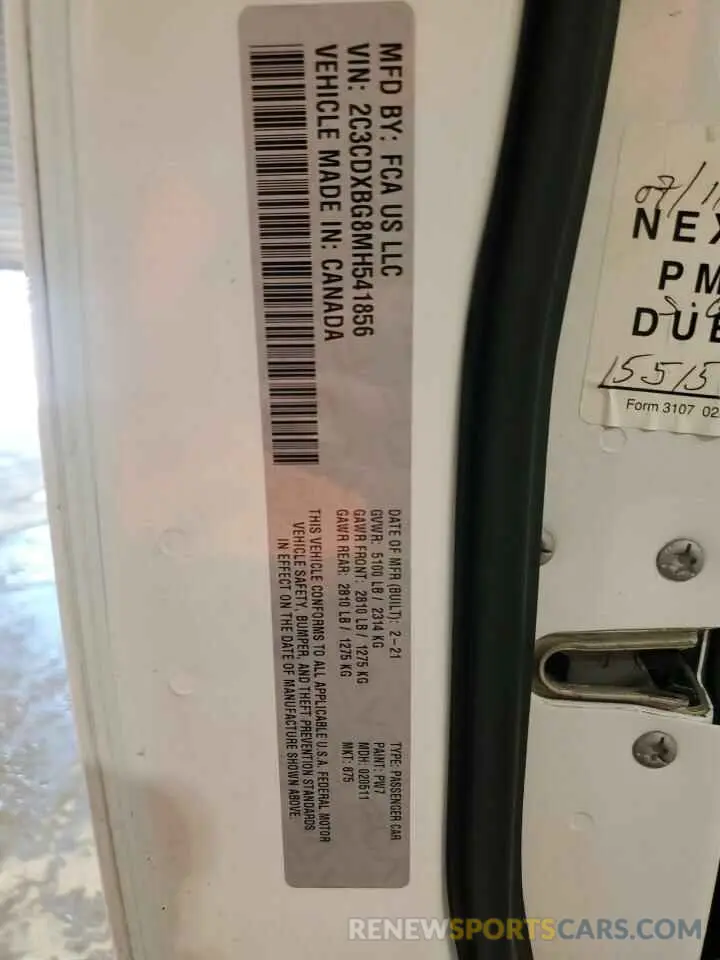 MFD BY: FCA US LLC
VIN: 2C3CDXBG8MH541856
VEHICLE MADE IN: CANADA
DATE OF MFR (BUILT): 2-21
GVWR: 5100 LB / 2314 KG
GAWR FRONT: 2810 LB / 1275 KG
GAWR REAR: 2810 LB / 1275 KG
TYPE: PASSENGER CAR
PAINT: PW7
MDH: 020511
MKT: 675
THIS VEHICLE CONFORMS TO ALL APPLICABLE U.S.A. FEDERAL MOTOR
VEHICLE SAFETY, BUMPER, AND THEFT PREVENTION STANDARDS
IN EFFECT ON THE DATE OF MANUFACTURE SHOWN ABOVE.
NEX
PM
DUE
Form 3107 02
RENEWSPORTSCARS.COM